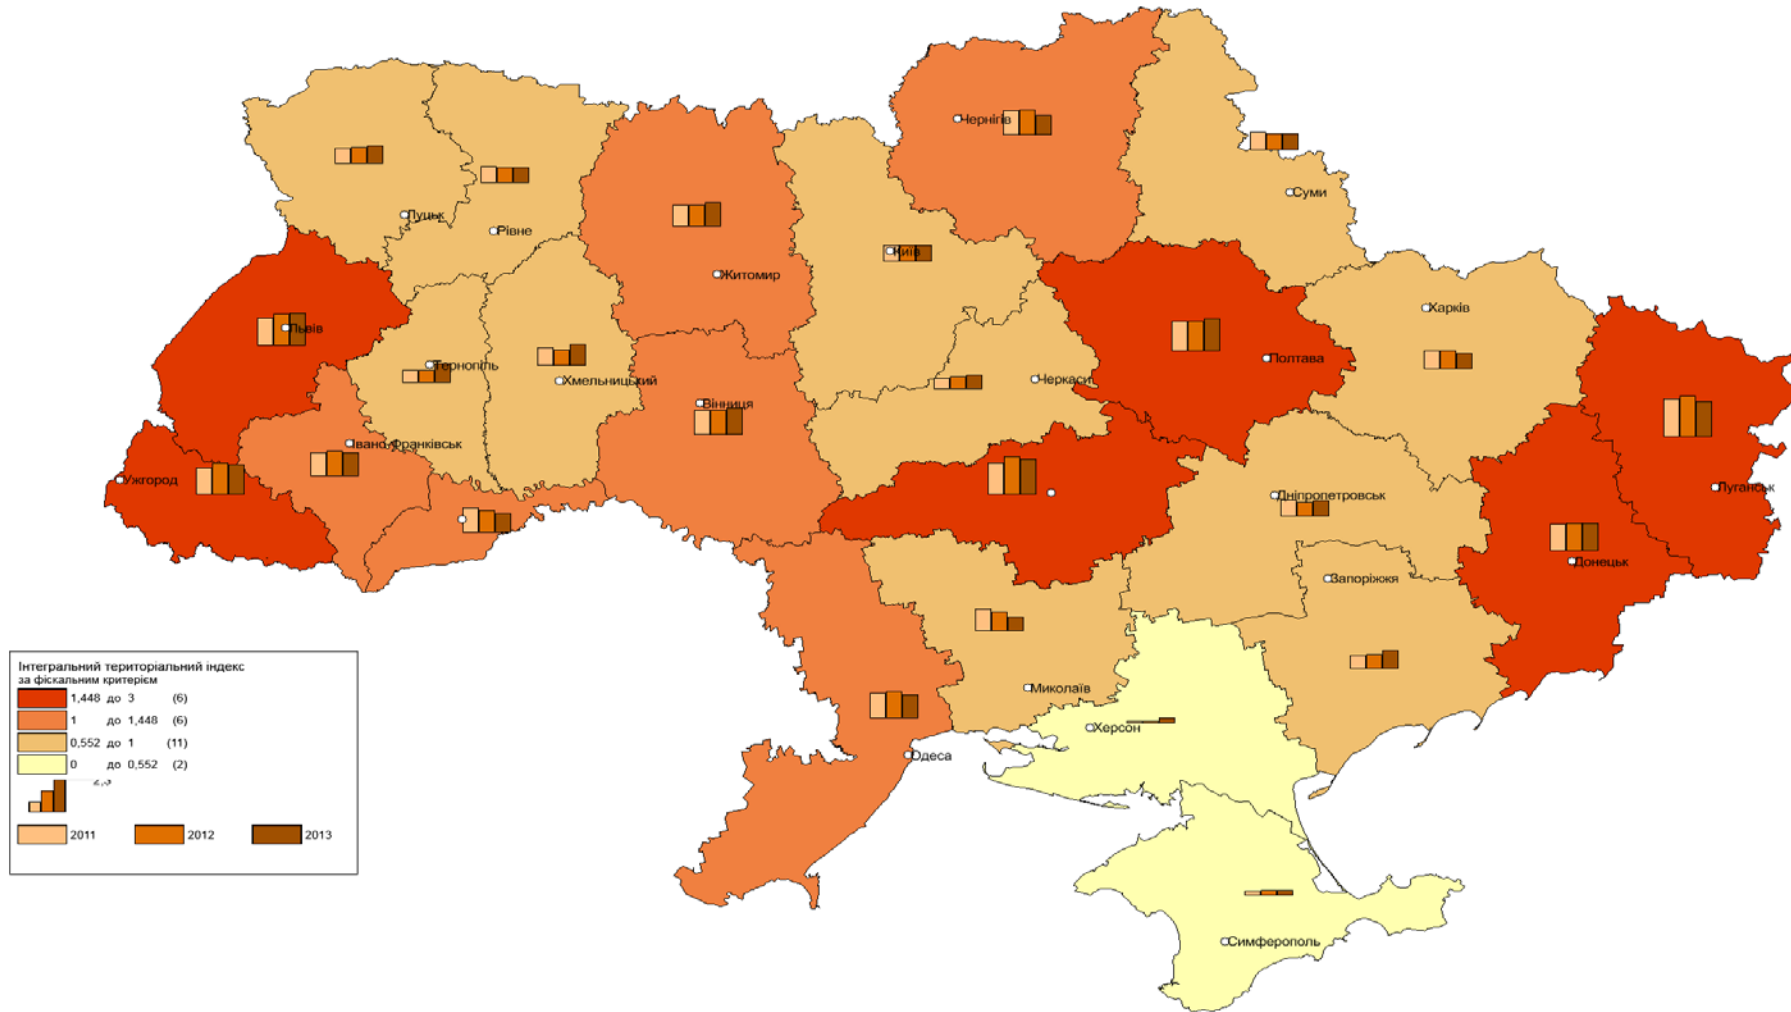 Чернігів
Суми
Луцьк
Рівне
Київ
Житомир
Харків
Львів
Полтава
Тернопіль
Хмельницький
Черкаси
Вінниця
Івано-Франківськ
Ужгород
Луганськ
Дніпропетровськ
Донецьк
Запоріжжя
Миколаїв
Херсон
Одеса
Симферополь
Інтегральний територіальний індекс
за фіскальним критерієм
1,448 до 3 (6)
1 до 1,448 (6)
0,552 до 1 (11)
0 до 0,552 (2)
2011 2012 2013